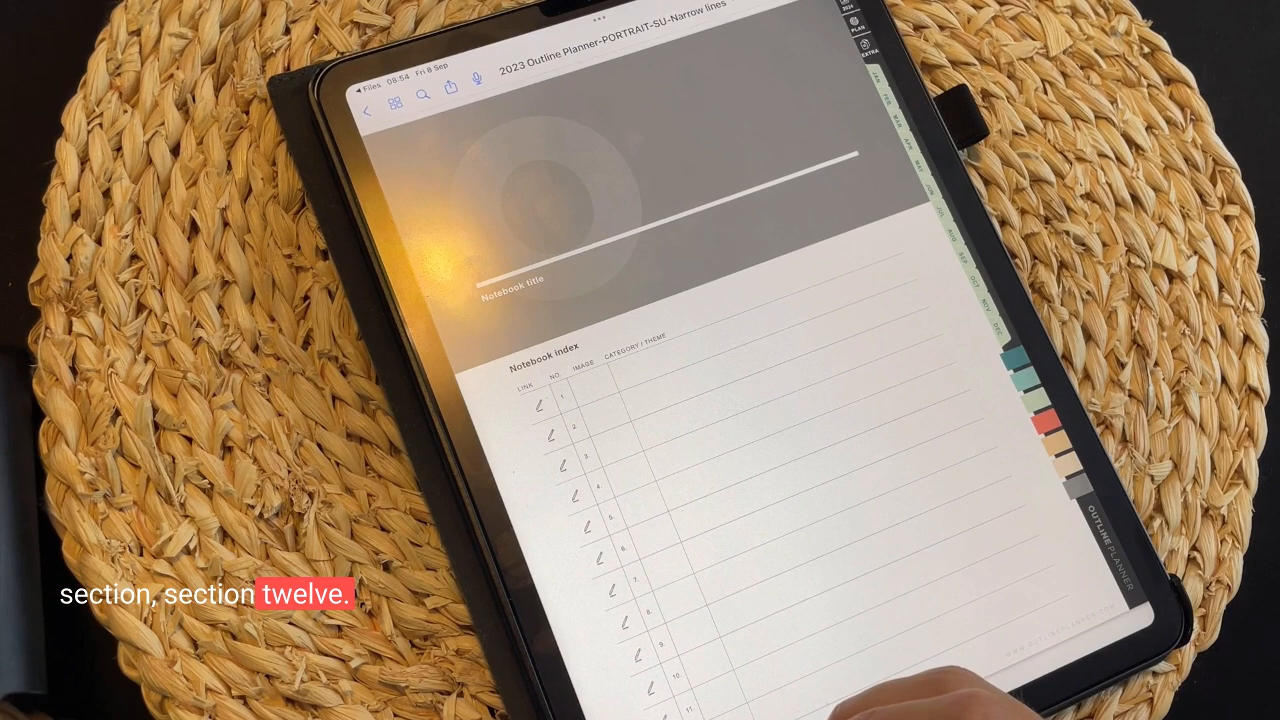 Files 08:54 Fri 8 Sep
2023 Outline Planner-PORTRAIT-SU-Narrow lines
2024
PLAN
EXTRA
JAN
FEB
MAR
APR
MAY
JUN
JUL
AUG
SEP
OCT
NOV
DEC
Notebook title
Notebook index
LINK NO. IMAGE CATEGORY / THEME
1.
2.
3.
4.
5.
6.
7.
8.
9.
10.
11.
OUTLINE PLANNER
WWW.OUTLINEPLANNER.COM
section, section twelve.